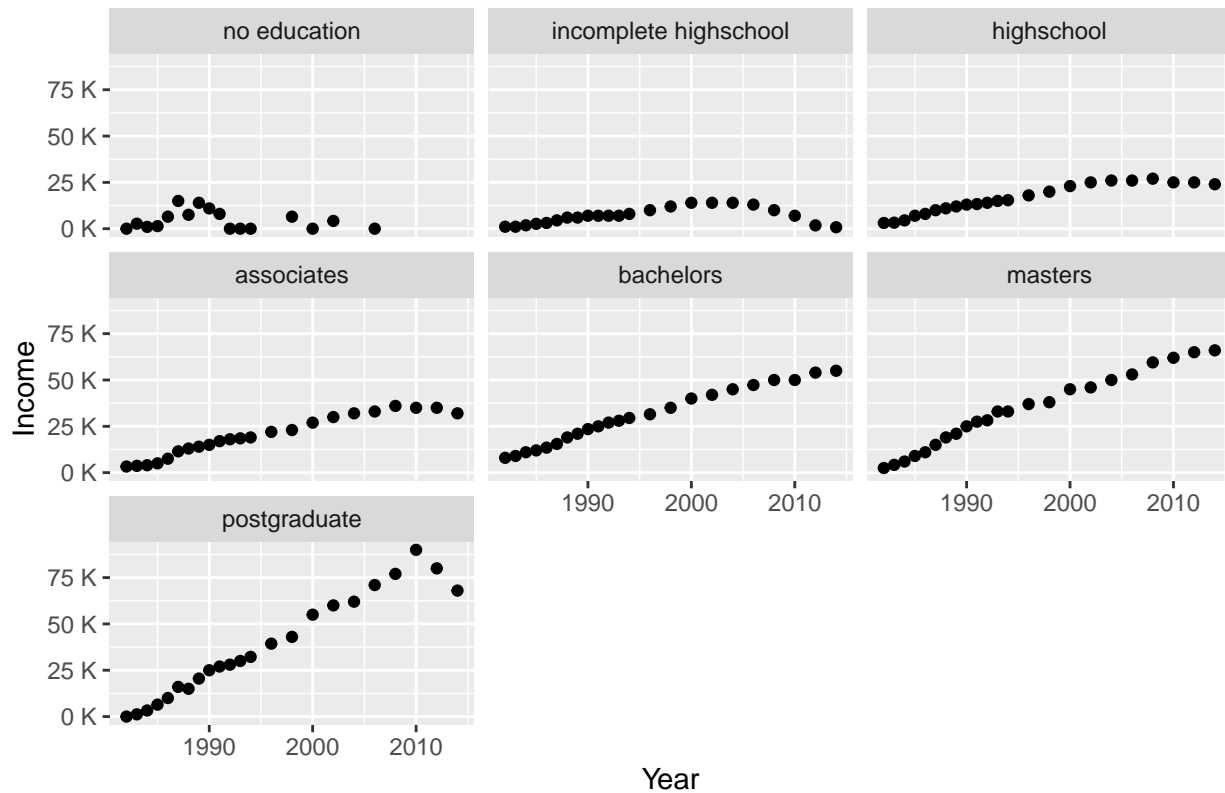 no education
incomplete highschool
highschool
75 K
50 K
25 K
0 K
associates
bachelors
masters
75 K
50 K
25 K
0 K
1990 2000 2010
1990 2000 2010
postgraduate
75 K
50 K
25 K
0 K
1990 2000 2010
Income
Year